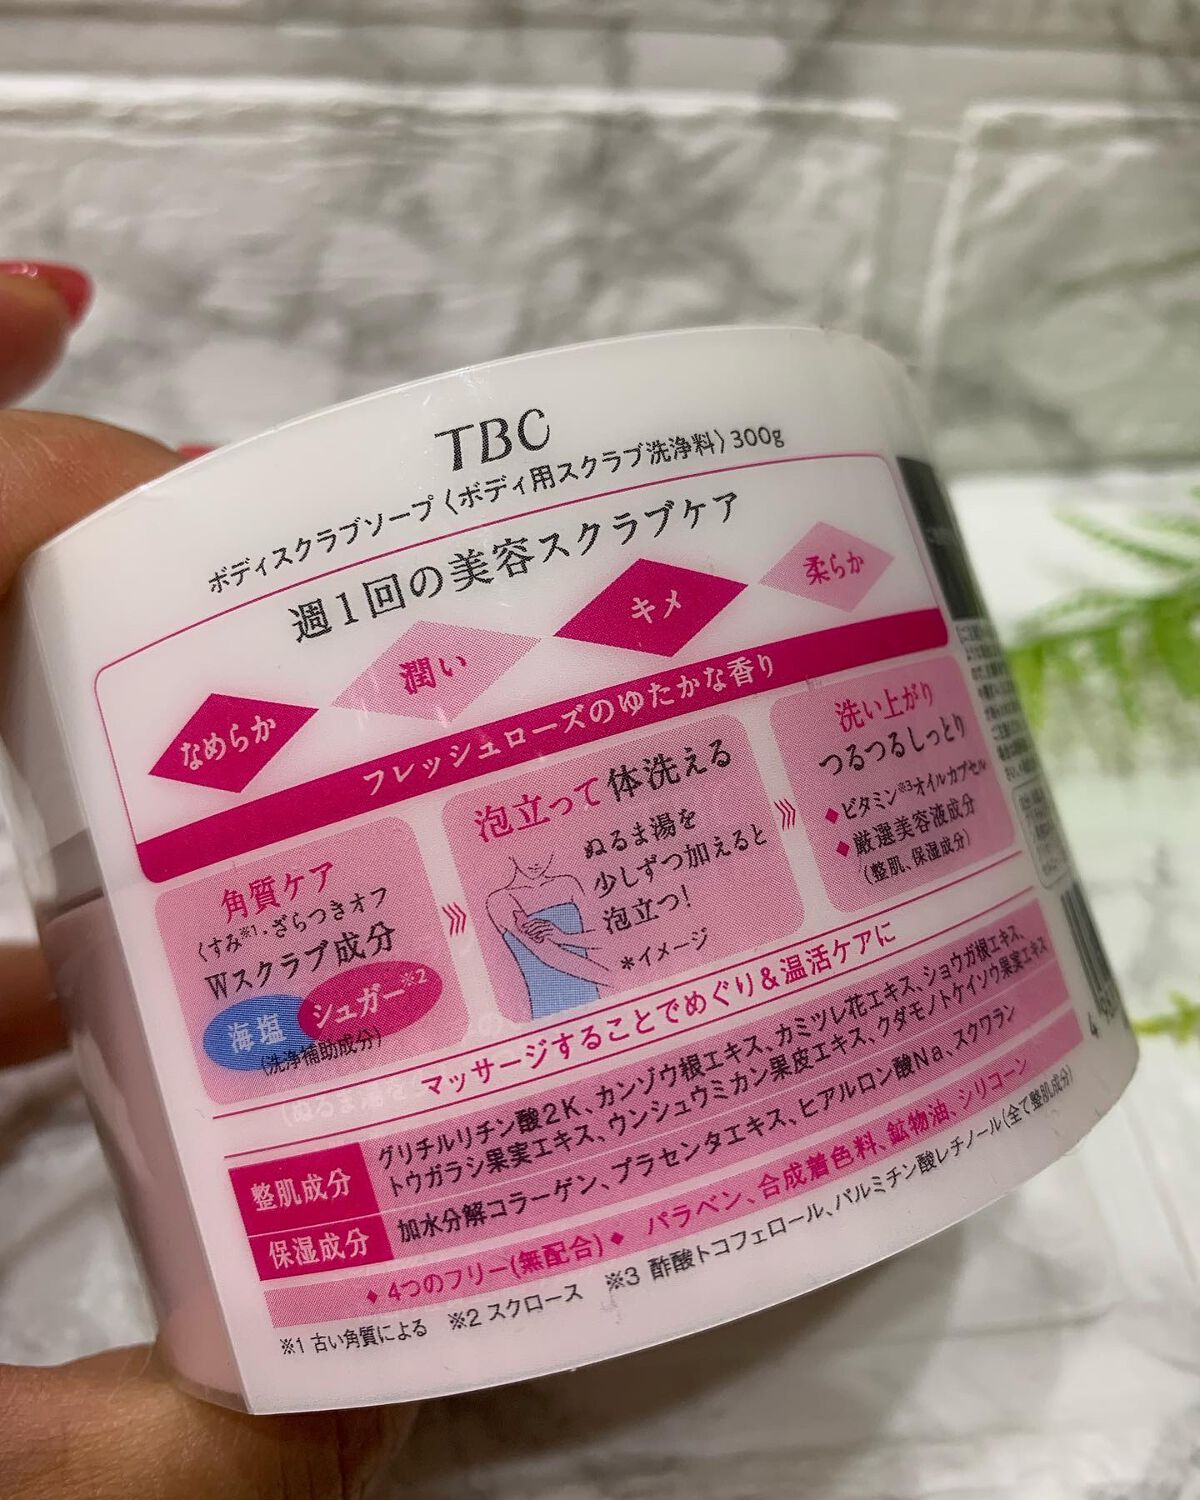 TBC
ボディスクラブソープ〈ボディ用スクラブ洗浄料〉300g
週1回の美容スクラブケア
なめらか
潤い
キメ
柔らか
フレッシュローズのゆたかな香り
角質ケア
くすみ※1・ざらつきオフ
Wスクラブ成分
海塩
シュガー※2
(洗浄補助成分)
泡立って体洗える
ぬるま湯を
少しずつ加えると
泡立つ!
*イメージ
洗い上がり
つるつるしっとり
◆ビタミン※3オイルカプセル
◆厳選美容液成分
(整肌、保湿成分)
マッサージすることでめぐり&温活ケアに
整肌成分
グリチルリチン酸2K、カンゾウ根エキス、カミツレ花エキス、ショウガ根エキス、
トウガラシ果実エキス、ウンシュウミカン果皮エキス、クダモノトケイソウ果実エキス
保湿成分
加水分解コラーゲン、プラセンタエキス、ヒアルロン酸Na、スクワラン
◆4つのフリー(無配合)◆ パラベン、合成着色料、鉱物油、シリコーン
※1 古い角質による ※2 スクロース ※3 酢酸トコフェロール、パルミチン酸レチノール(全て整肌成分)